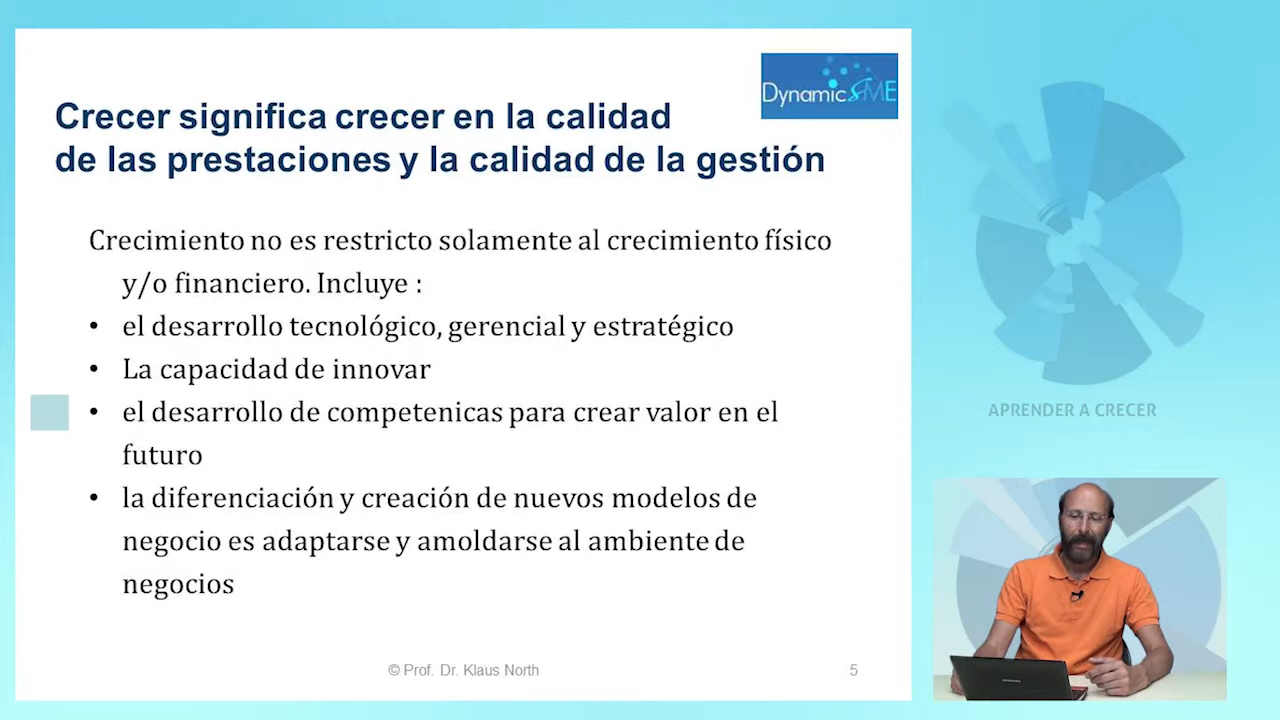 DynamicSME
Crecer significa crecer en la calidad
de las prestaciones y la calidad de la gestión
Crecimiento no es restricto solamente al crecimiento físico
y/o financiero. Incluye :
• el desarrollo tecnológico, gerencial y estratégico
• La capacidad de innovar
• el desarrollo de competenicas para crear valor en el
futuro
• la diferenciación y creación de nuevos modelos de
negocio es adaptarse y amoldarse al ambiente de
negocios
© Prof. Dr. Klaus North
5
APRENDER A CRECER